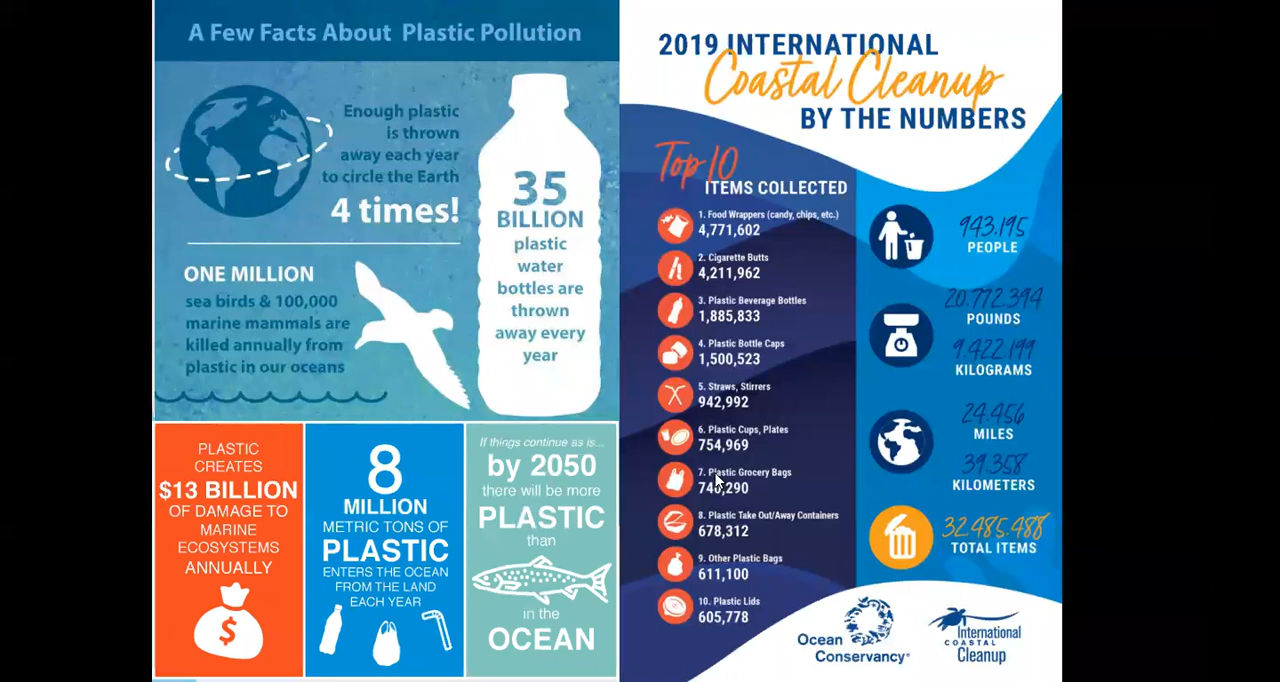 A Few Facts About Plastic Pollution
Enough plastic
is thrown
away each year
to circle the Earth
4 times!
ONE MILLION
sea birds & 100,000
marine mammals are
killed annually from
plastic in our oceans
35
BILLION
plastic
water
bottles are
thrown
away every
year
PLASTIC
CREATES
$13 BILLION
OF DAMAGE TO
MARINE
ECOSYSTEMS
ANNUALLY
$
8
MILLION
METRIC TONS OF
PLASTIC
ENTERS THE OCEAN
FROM THE LAND
EACH YEAR
If things continue as is...
by 2050
there will be more
PLASTIC
than
in the
OCEAN
2019 INTERNATIONAL
Coastal Cleanup
BY THE NUMBERS
Top 10
ITEMS COLLECTED
1. Food Wrappers (candy, chips, etc.)
4,771,602
2. Cigarette Butts
4,211,962
3. Plastic Beverage Bottles
1,885,833
4. Plastic Bottle Caps
1,500,523
5. Straws, Stirrers
942,992
6. Plastic Cups, Plates
754,969
7. Plastic Grocery Bags
740,290
8. Plastic Take Out/Away Containers
678,312
9. Other Plastic Bags
611,100
10. Plastic Lids
605,778
943,195
PEOPLE
20,772,394
POUNDS
9,422,199
KILOGRAMS
24,456
MILES
39,358
KILOMETERS
32,485,488
TOTAL ITEMS
Ocean
Conservancy®
International
COASTAL
Cleanup